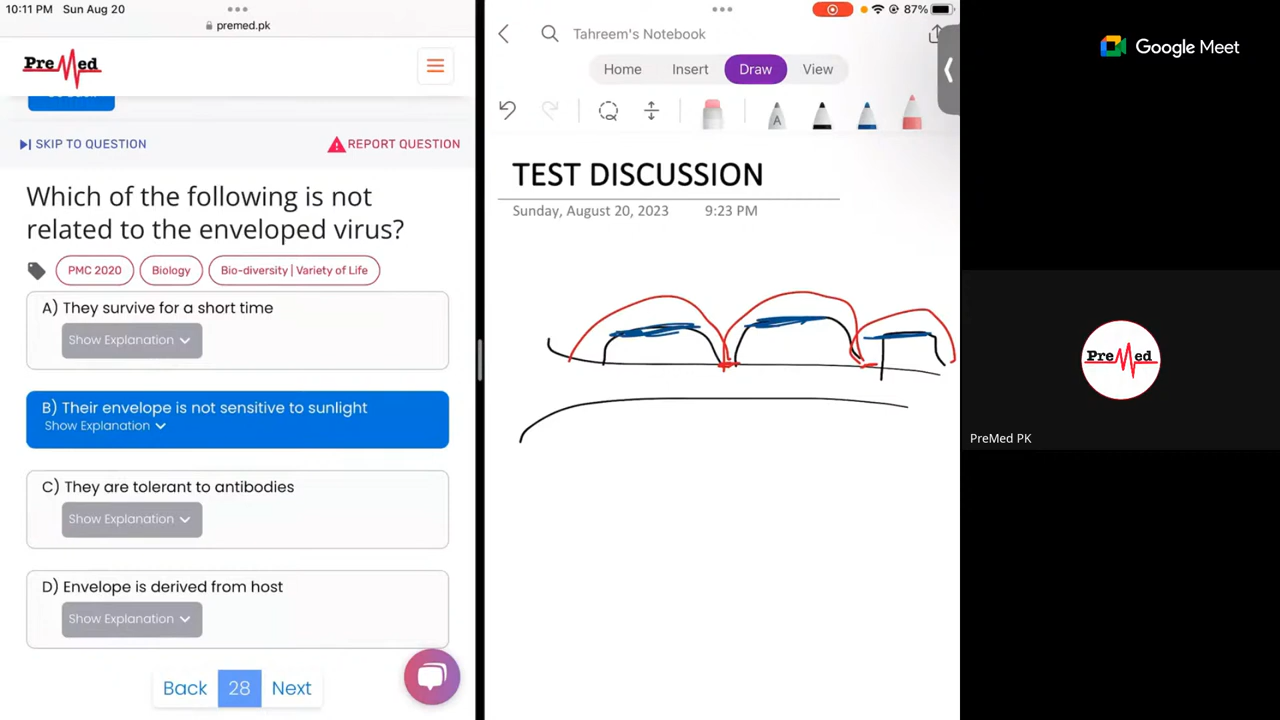 10:11 PM Sun Aug 20
premed.pk
PreMed
SKIP TO QUESTION
REPORT QUESTION
Which of the following is not
related to the enveloped virus?
PMC 2020
Biology
Bio-diversity | Variety of Life
A) They survive for a short time
Show Explanation
B) Their envelope is not sensitive to sunlight
Show Explanation
C) They are tolerant to antibodies
Show Explanation
D) Envelope is derived from host
Show Explanation
Back 28 Next
87%
Tahreem's Notebook
Home Insert Draw View
A
TEST DISCUSSION
Sunday, August 20, 2023 9:23 PM
Google Meet
PreMed
PreMed PK